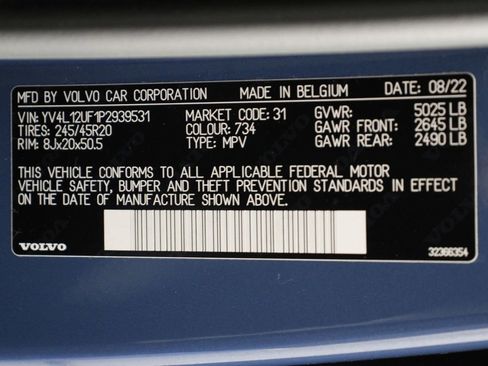 MFD BY VOLVO CAR CORPORATION MADE IN BELGIUM DATE: 08/22
VIN: YV4L12UF1P2939531 MARKET CODE: 31 GVWR: 5025 LB
TIRES: 245/45R20 COLOUR: 734 GAWR FRONT: 2645 LB
RIM: 8Jx20x50.5 TYPE: MPV GAWR REAR: 2490 LB
THIS VEHICLE CONFORMS TO ALL APPLICABLE FEDERAL MOTOR
VEHICLE SAFETY, BUMPER AND THEFT PREVENTION STANDARDS IN EFFECT
ON THE DATE OF MANUFACTURE SHOWN ABOVE.
VOLVO 32366354